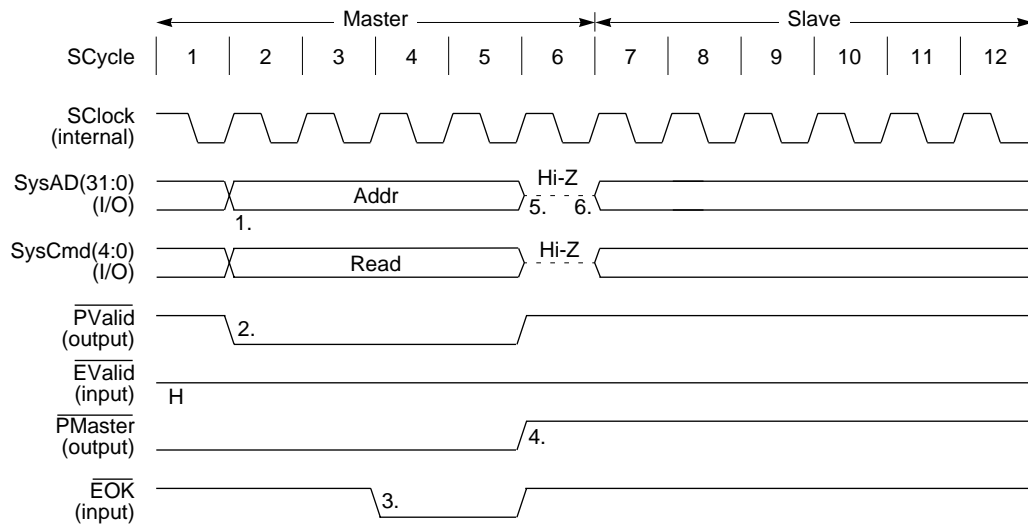 Master Slave
SCycle 1 2 3 4 5 6 7 8 9 10 11 12
SClock
(internal)
SysAD(31:0)
(I/O)
Addr
Hi-Z
1.
5. 6.
SysCmd(4:0)
(I/O)
Read
Hi-Z
PValid
(output)
2.
EValid
(input)
H
PMaster
(output)
4.
EOK
(input)
3.